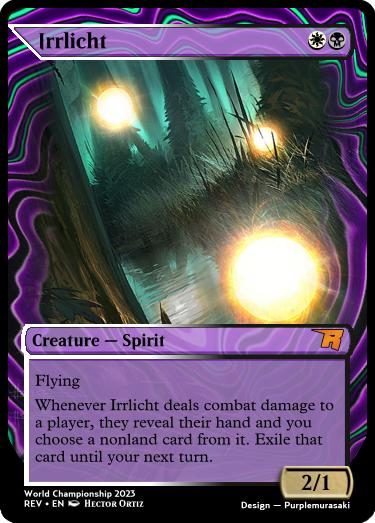 Irrlicht
Creature — Spirit
Flying
Whenever Irrlicht deals combat damage to
a player, they reveal their hand and you
choose a nonland card from it. Exile that
card until your next turn.
2/1
World Championship 2023
REV • EN Hector Ortiz
Design — Purplemurasaki